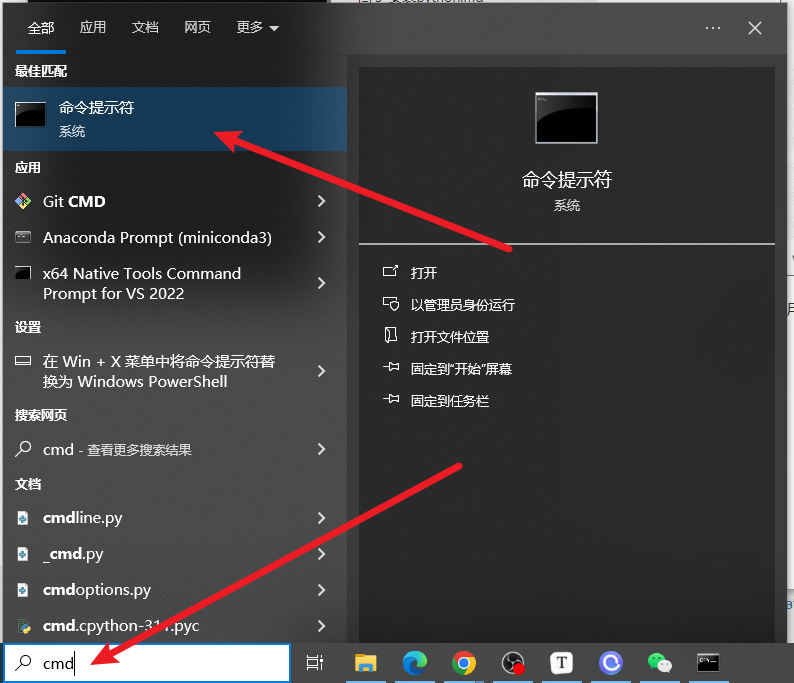 全部 应用 文档 网页 更多
最佳匹配
命令提示符
系统
应用
Git CMD
Anaconda Prompt (miniconda3)
x64 Native Tools Command
Prompt for VS 2022
设置
在 Win + X 菜单中将命令提示符替
换为 Windows PowerShell
搜索网页
cmd - 查看更多搜索结果
文档
cmdline.py
_cmd.py
cmdoptions.py
cmd.cpython-311.pyc
cmd
命令提示符
系统
打开
以管理员身份运行
打开文件位置
固定到"开始"屏幕
固定到任务栏
T